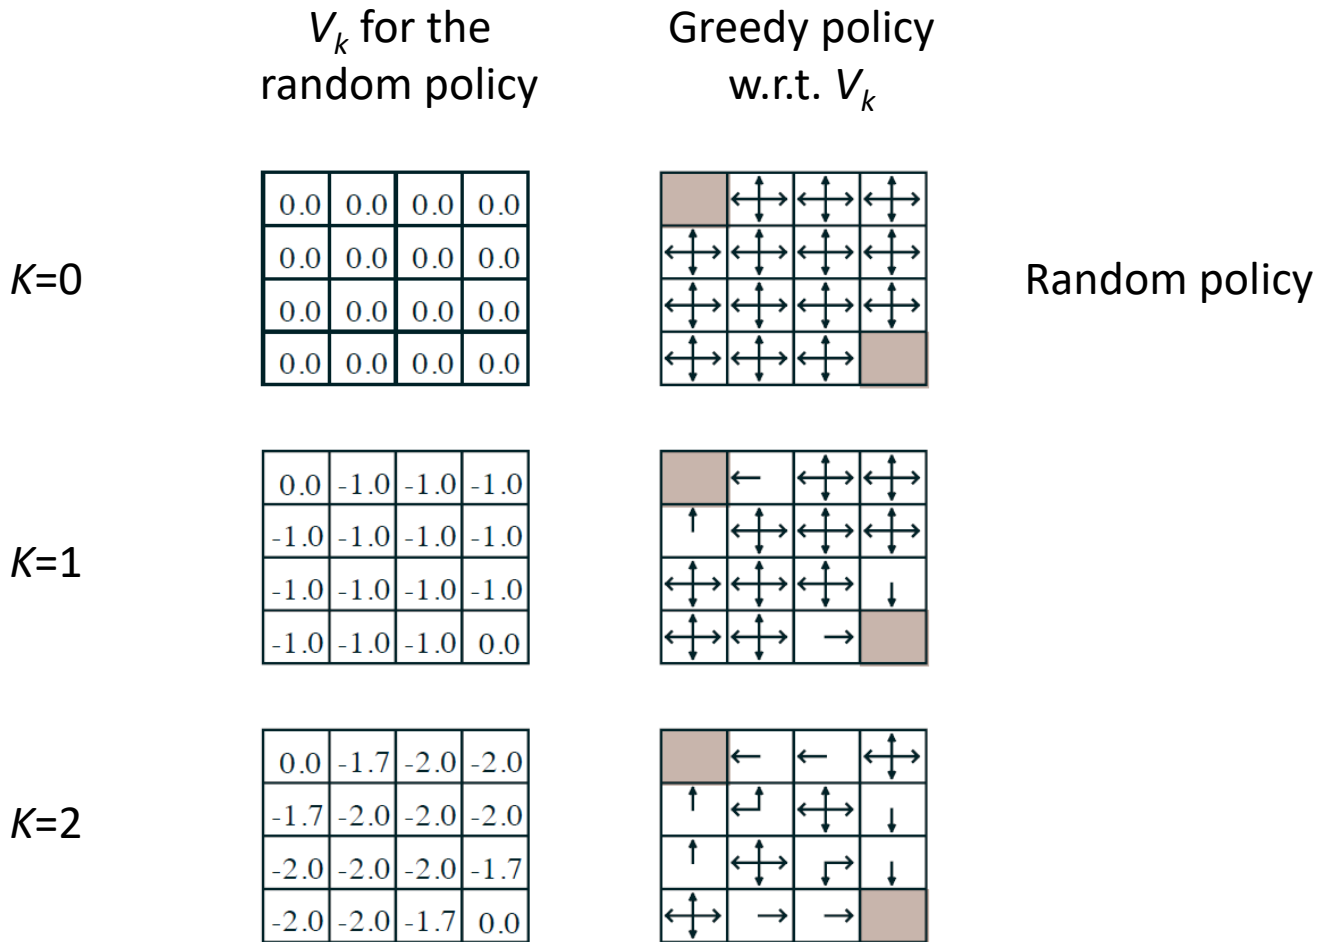 V_k for the random policy
Greedy policy w.r.t. V_k
K=0
0.0 0.0 0.0 0.0
0.0 0.0 0.0 0.0
0.0 0.0 0.0 0.0
0.0 0.0 0.0 0.0
Random policy
K=1
0.0 -1.0 -1.0 -1.0
-1.0 -1.0 -1.0 -1.0
-1.0 -1.0 -1.0 -1.0
-1.0 -1.0 -1.0 0.0
K=2
0.0 -1.7 -2.0 -2.0
-1.7 -2.0 -2.0 -2.0
-2.0 -2.0 -2.0 -1.7
-2.0 -2.0 -1.7 0.0